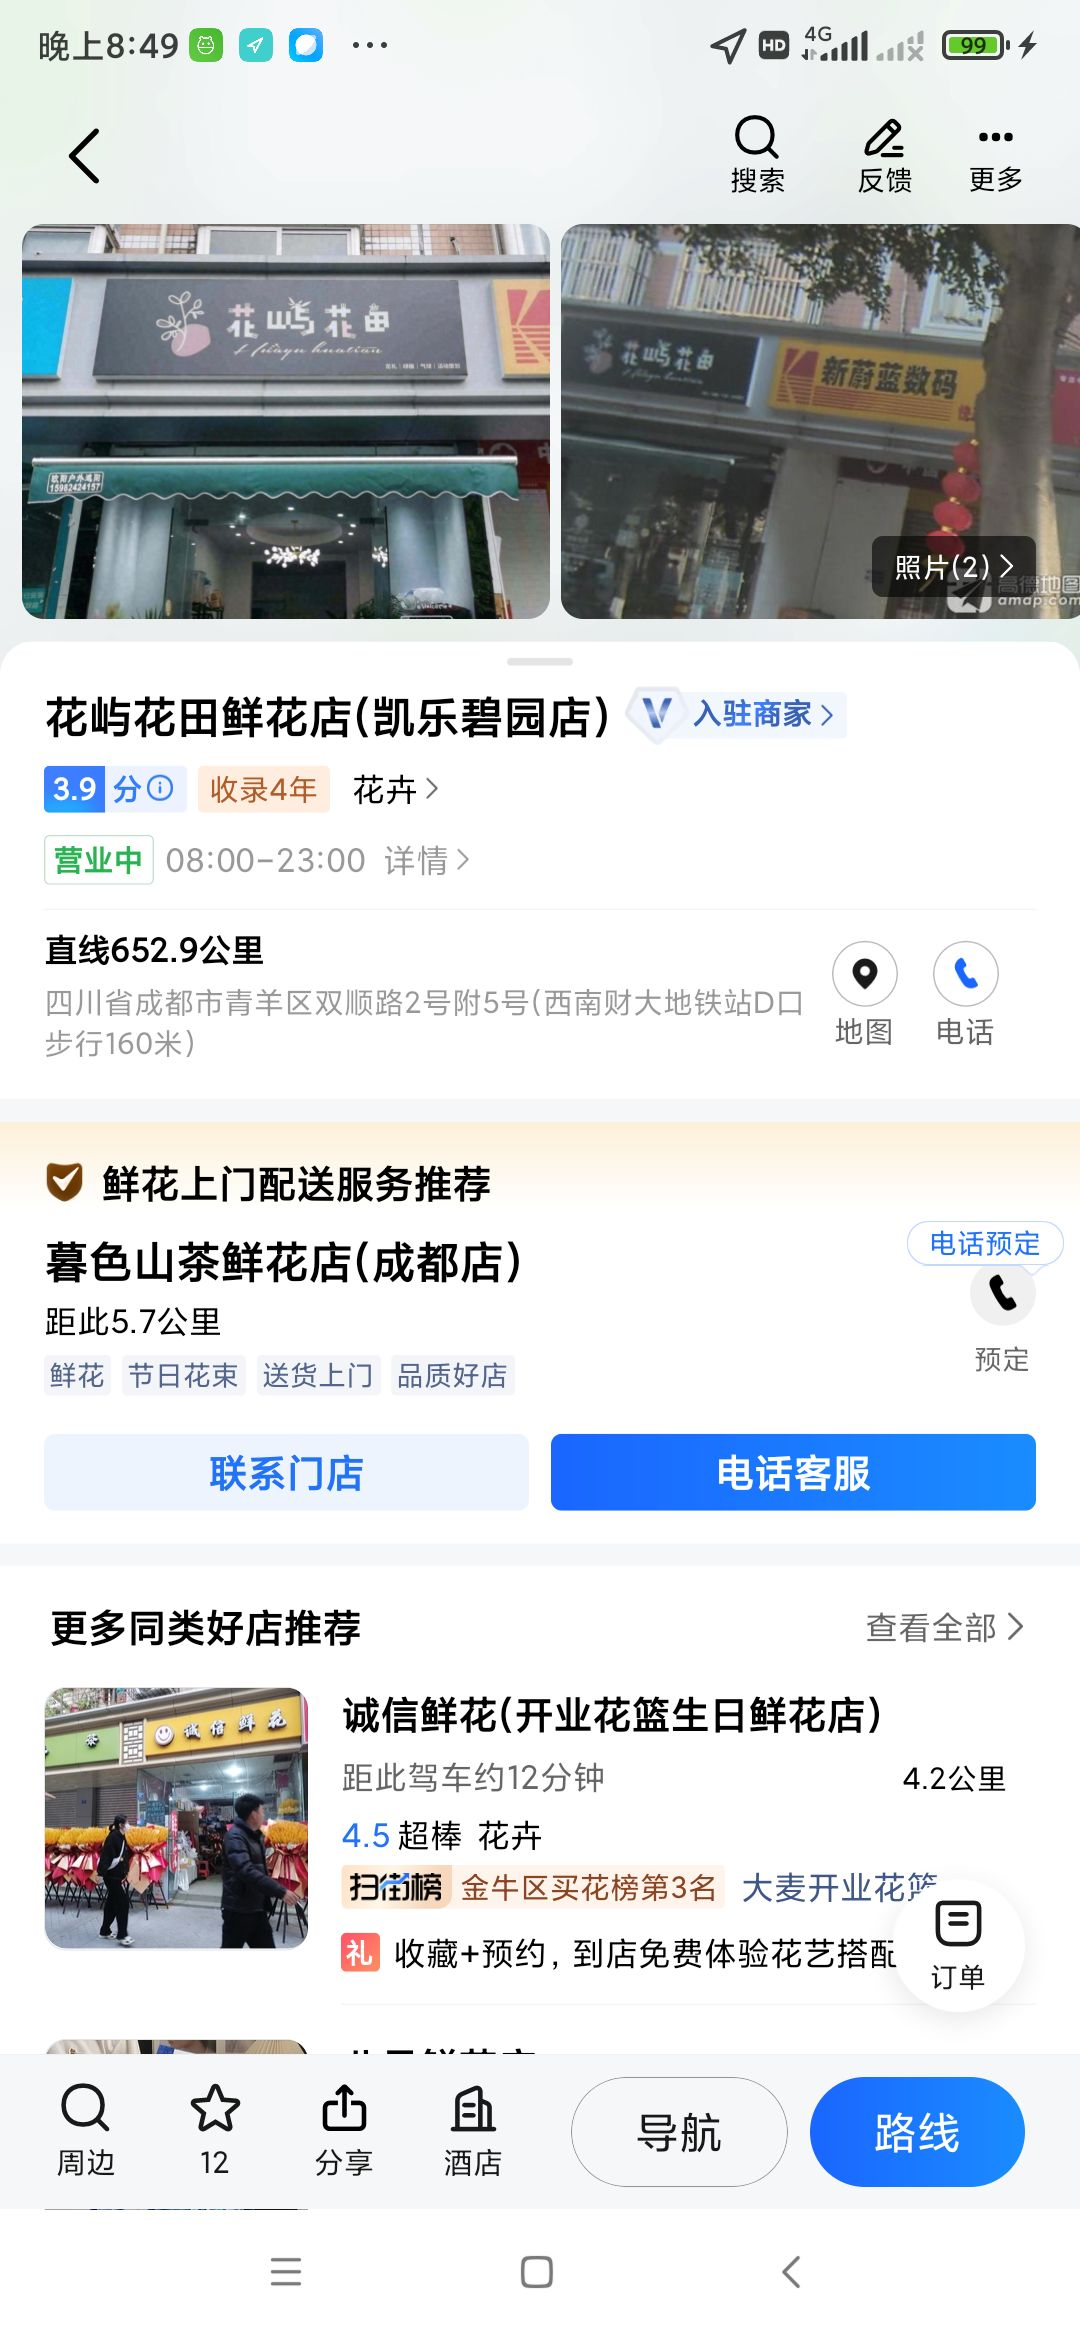 晚上8:49
HD 4G 99
搜索 反馈 更多
花屿花田
新蔚蓝数码
欧阳户外遮阳
15982424157
照片(2)
高德地图
amap.com
花屿花田鲜花店(凯乐碧园店) 入驻商家
3.9分 收录4年 花卉
营业中 08:00-23:00 详情
直线652.9公里
四川省成都市青羊区双顺路2号附5号(西南财大地铁站D口
步行160米)
地图 电话
鲜花上门配送服务推荐
暮色山茶鲜花店(成都店)
电话预定
距此5.7公里
预定
鲜花 节日花束 送货上门 品质好店
联系门店 电话客服
更多同类好店推荐 查看全部
诚信鲜花
诚信鲜花(开业花篮生日鲜花店)
距此驾车约12分钟 4.2公里
4.5 超棒 花卉
扫街榜 金牛区买花榜第3名 大麦开业花篮
礼 收藏+预约，到店免费体验花艺搭配
订单
周边 12 分享 酒店 导航 路线